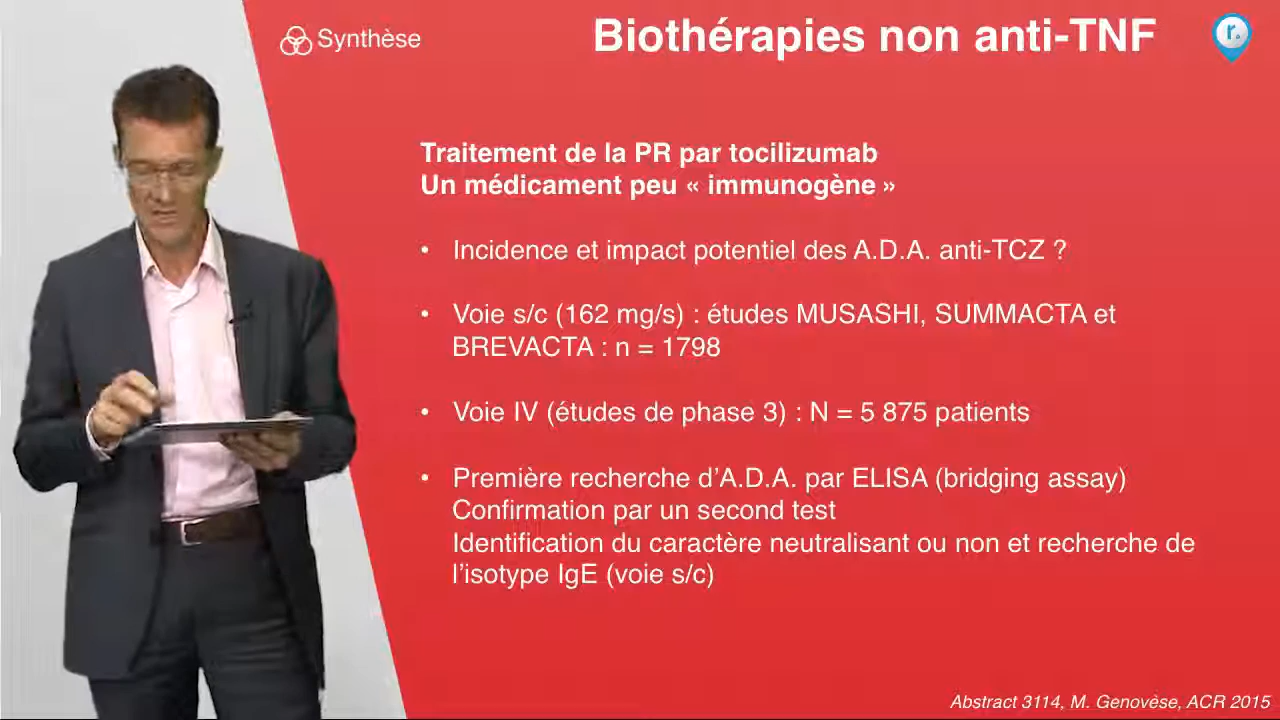 Synthèse
Biothérapies non anti-TNF
r.
Traitement de la PR par tocilizumab
Un médicament peu « immunogène »
• Incidence et impact potentiel des A.D.A. anti-TCZ ?
• Voie s/c (162 mg/s) : études MUSASHI, SUMMACTA et
BREVACTA : n = 1798
• Voie IV (études de phase 3) : N = 5 875 patients
• Première recherche d'A.D.A. par ELISA (bridging assay)
Confirmation par un second test
Identification du caractère neutralisant ou non et recherche de
l'isotype IgE (voie s/c)
Abstract 3114, M. Genovèse, ACR 2015